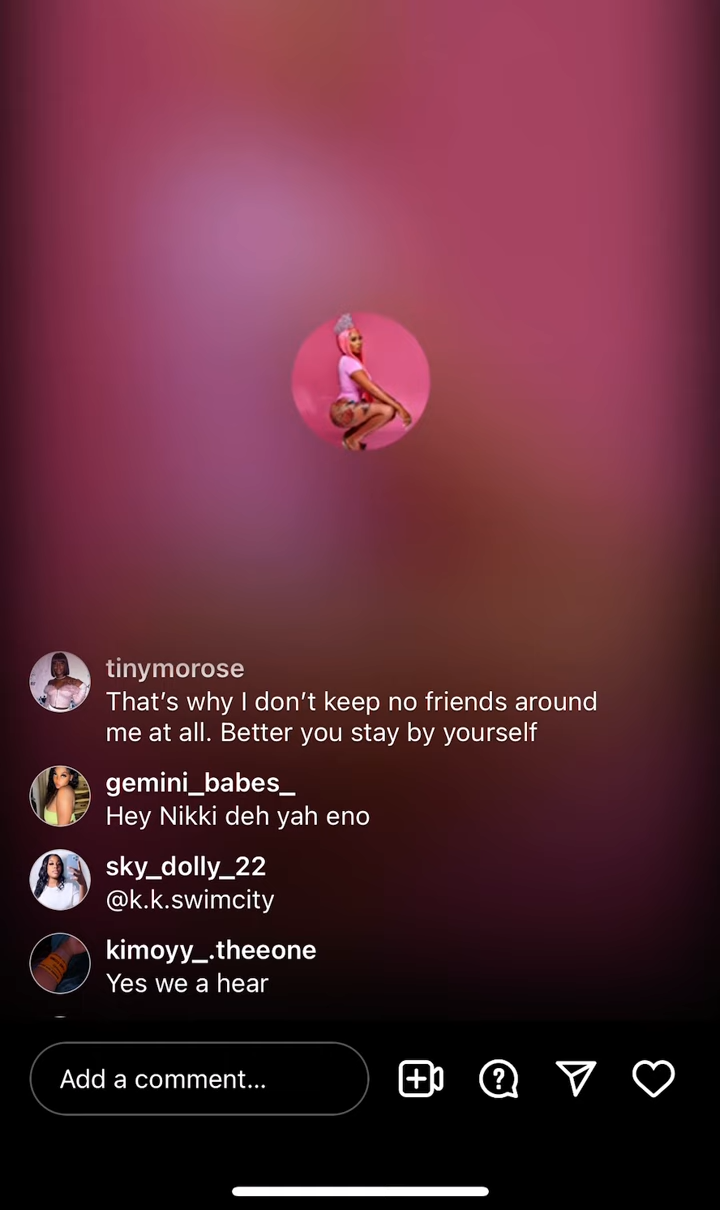 tinymorose
That’s why I don’t keep no friends around
me at all. Better you stay by yourself
gemini_babes_
Hey Nikki deh yah eno
sky_dolly_22
@k.k.swimcity
kimoyy_.theeone
Yes we a hear
Add a comment...